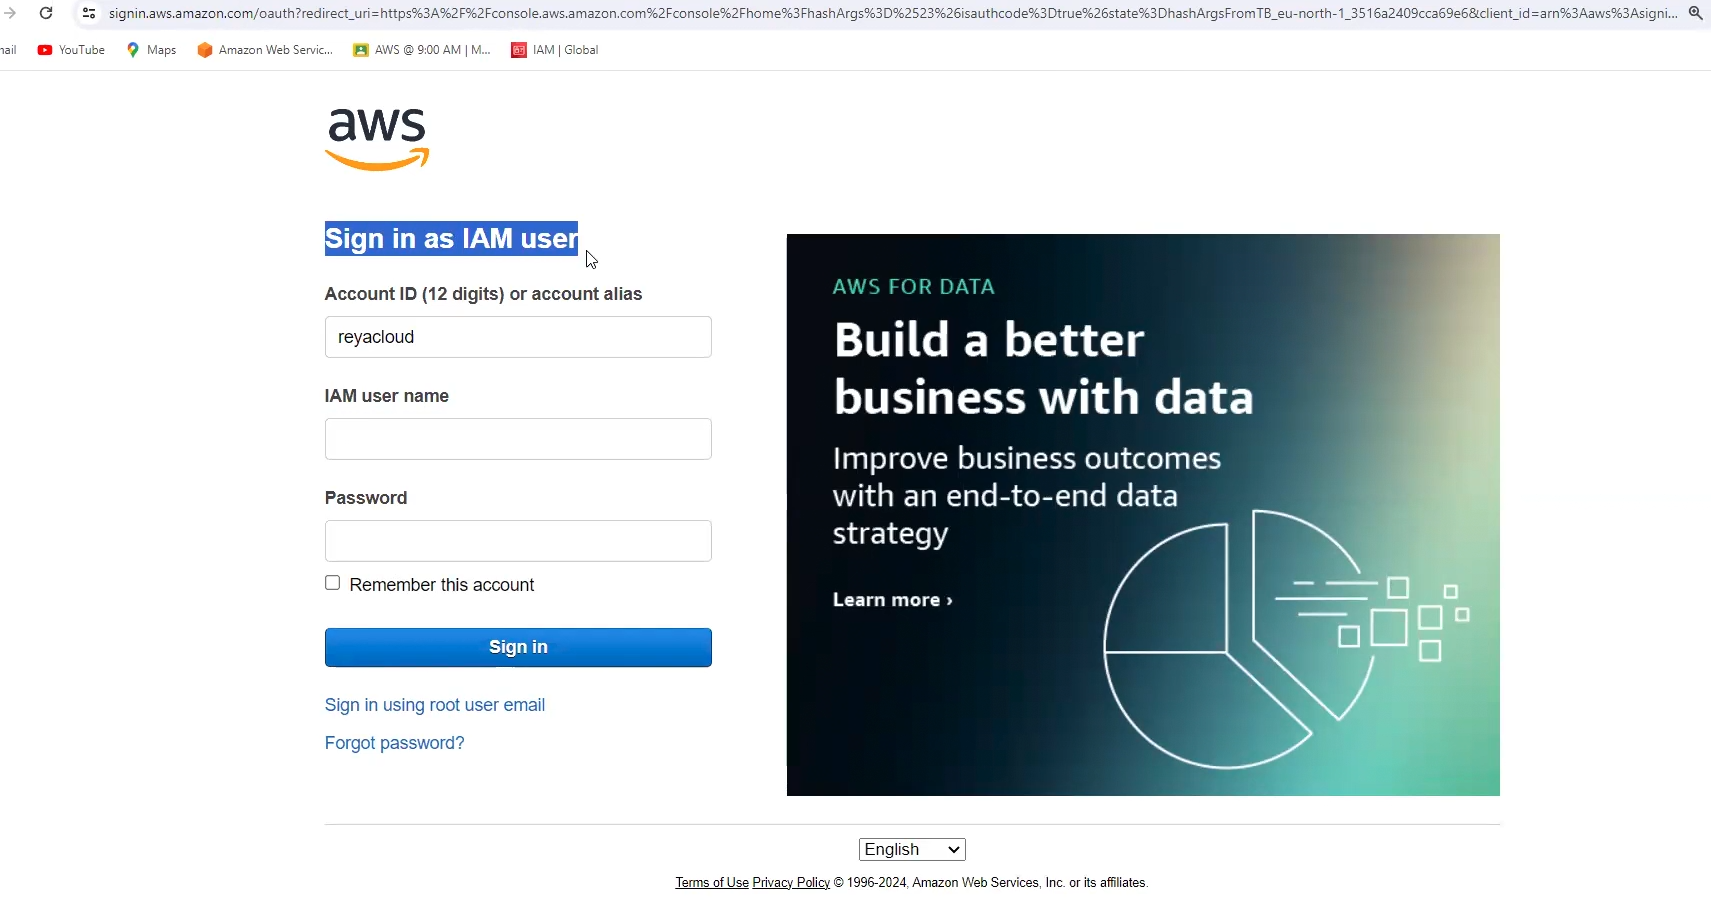 signin.aws.amazon.com/oauth?redirect_uri=https%3A%2F%2Fconsole.aws.amazon.com%2Fconsole%2Fhome%3FhashArgs%3D%2523%26isauthcode%3Dtrue%26state%3DhashArgsFromTB_eu-north-1_3516a2409cca69e6&client_id=arn%3Aaws%3Asigni...
ail YouTube Maps Amazon Web Servic... AWS @ 9:00 AM | M... IAM | Global
aws
Sign in as IAM user
Account ID (12 digits) or account alias
reyacloud
IAM user name
Password
Remember this account
Sign in
Sign in using root user email
Forgot password?
AWS FOR DATA
Build a better
business with data
Improve business outcomes
with an end-to-end data
strategy
Learn more ›
English
Terms of Use Privacy Policy © 1996-2024, Amazon Web Services, Inc. or its affiliates.